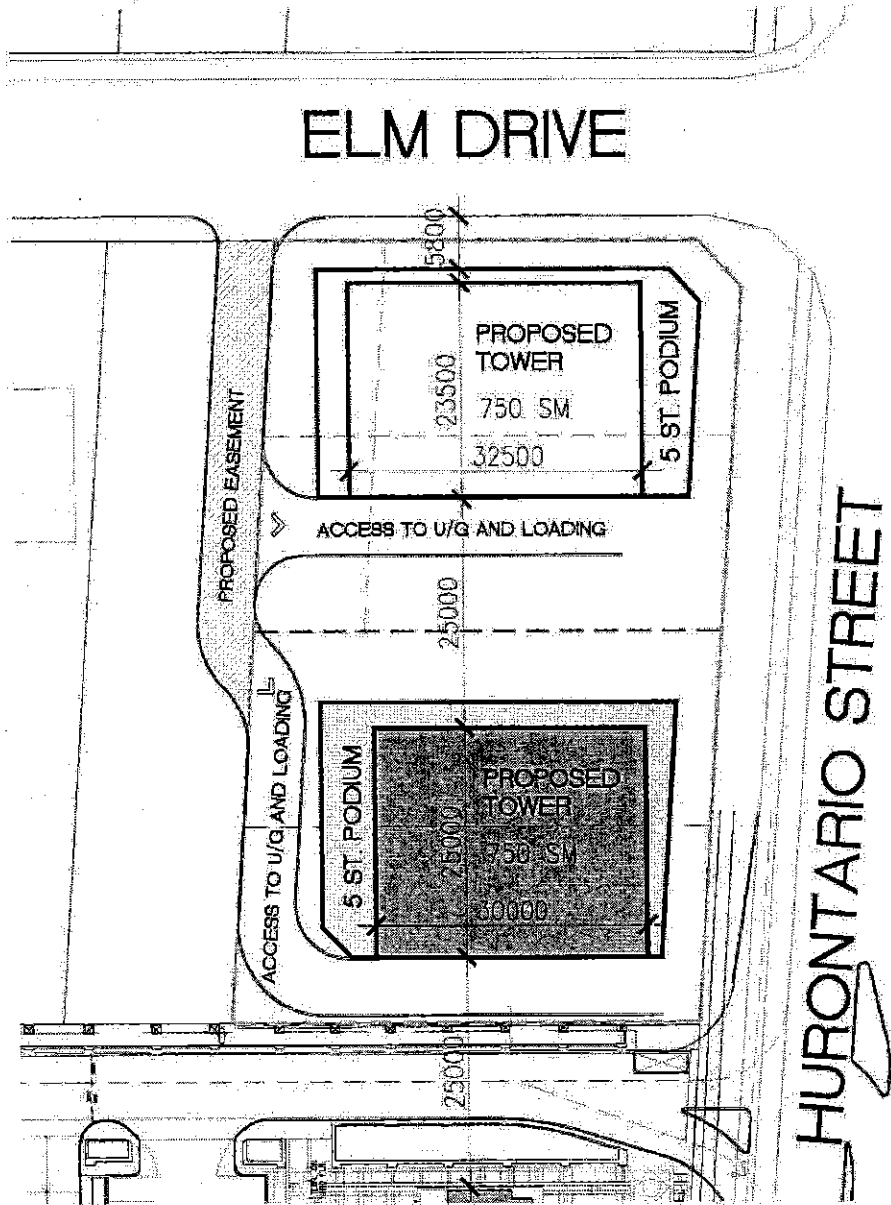 ELM DRIVE
5800
PROPOSED
TOWER
23500
750 SM
32500
5 ST. PODIUM
PROPOSED EASEMENT
ACCESS TO U/G AND LOADING
25000
ACCESS TO U/G AND LOADING
5 ST. PODIUM
PROPOSED
TOWER
25000
750 SM
30000
25000
HURONTARIO STREET